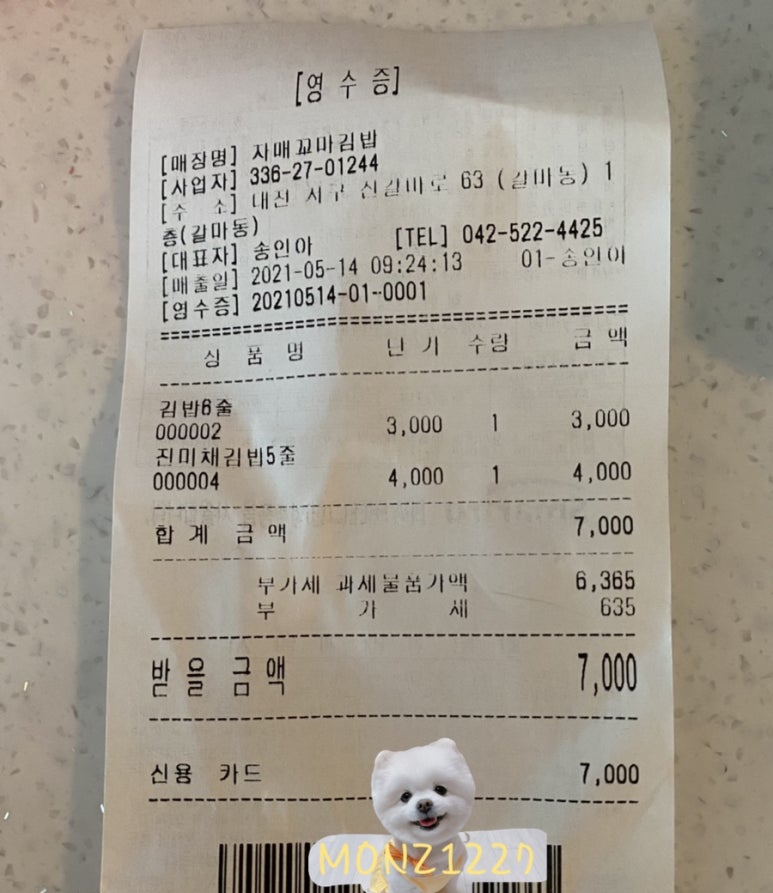 [영 수 증]
[매장명] 자매꼬마김밥
[사업자] 336-27-01244
[주 소] 대전 서구 신갈마로 63 (갈마동) 1
층(갈마동)
[대표자] 송인아 [TEL] 042-522-4425
[매출일] 2021-05-14 09:24:13 01-송인아
[영수증] 20210514-01-0001
상 품 명 단 가 수량 금 액
김밥6줄
000002 3,000 1 3,000
진미채김밥5줄
000004 4,000 1 4,000
합 계 금 액 7,000
부가세 과세물품가액 6,365
부 가 세 635
받을 금액 7,000
신용 카드 7,000
MONZ1227